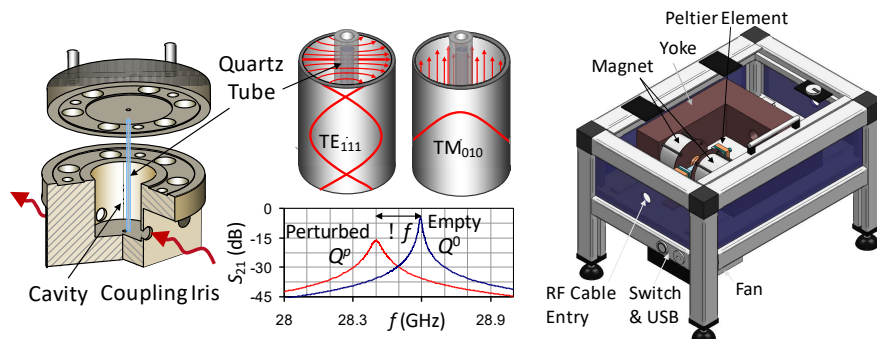 Quartz
Tube
Cavity
Coupling Iris
TE111
TM010
0
-15
-30
-45
S21 (dB)
Perturbed
Qp
! f
Empty
Q0
28
28.3
f (GHz)
28.9
Peltier Element
Yoke
Magnet
RF Cable
Entry
Switch
& USB
Fan